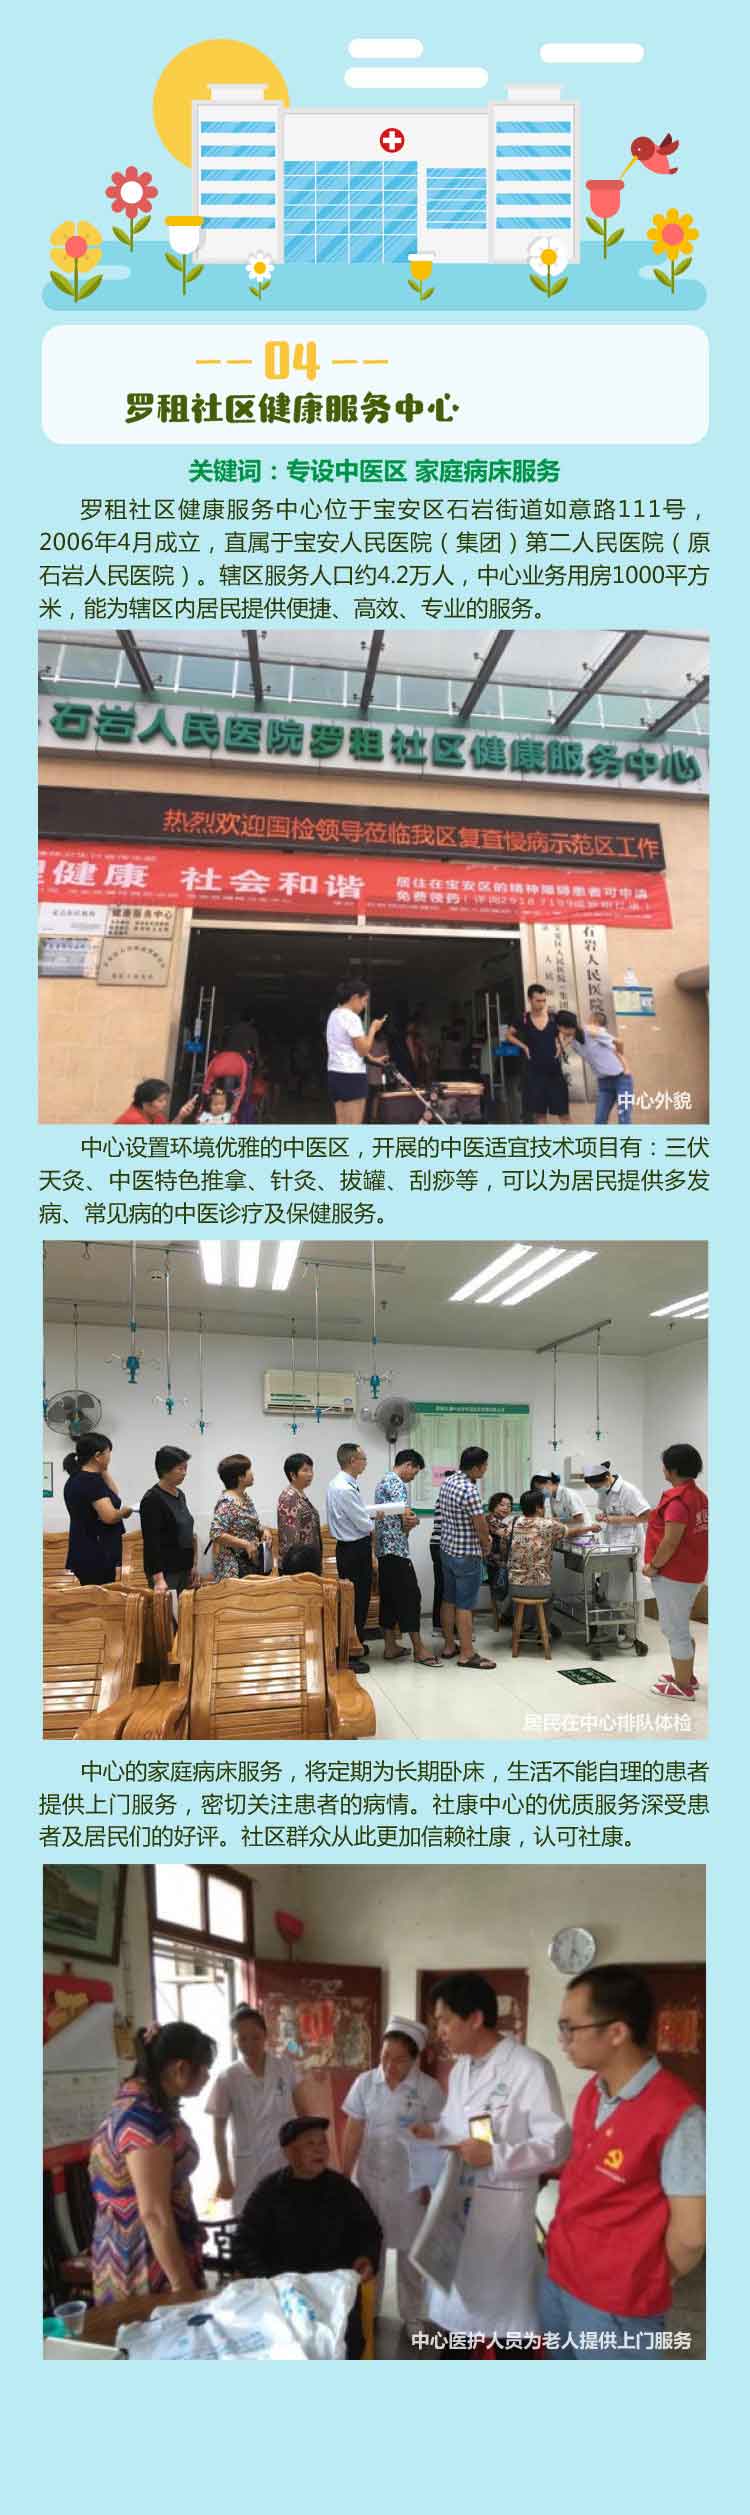 04
罗租社区健康服务中心
关键词：专设中医区 家庭病床服务
罗租社区健康服务中心位于宝安区石岩街道如意路111号，
2006年4月成立，直属于宝安人民医院（集团）第二人民医院（原
石岩人民医院）。辖区服务人口约4.2万人，中心业务用房1000平方
米，能为辖区内居民提供便捷、高效、专业的服务。
石岩人民医院罗租社区健康服务中心
热烈欢迎国检领导莅临我区复查慢病示范区工作
健康 社会和谐
居住在宝安区的精神障碍患者可申请
免费领药
健康服务中心
石岩人民医院
中心外貌
中心设置环境优雅的中医区，开展的中医适宜技术项目有：三伏
天灸、中医特色推拿、针灸、拔罐、刮痧等，可以为居民提供多发
病、常见病的中医诊疗及保健服务。
居民在中心排队体检
中心的家庭病床服务，将定期为长期卧床，生活不能自理的患者
提供上门服务，密切关注患者的病情。社康中心的优质服务深受患
者及居民们的好评。社区群众从此更加信赖社康，认可社康。
中心医护人员为老人提供上门服务